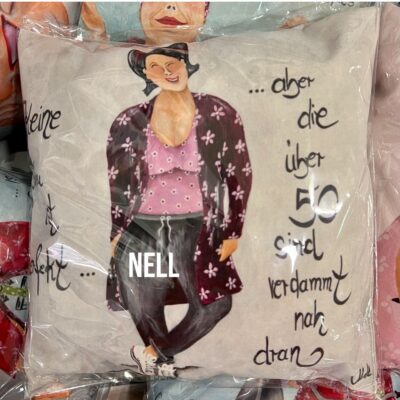 ... aber
die
über
50
sind
verdammt
nah
dran
NELL